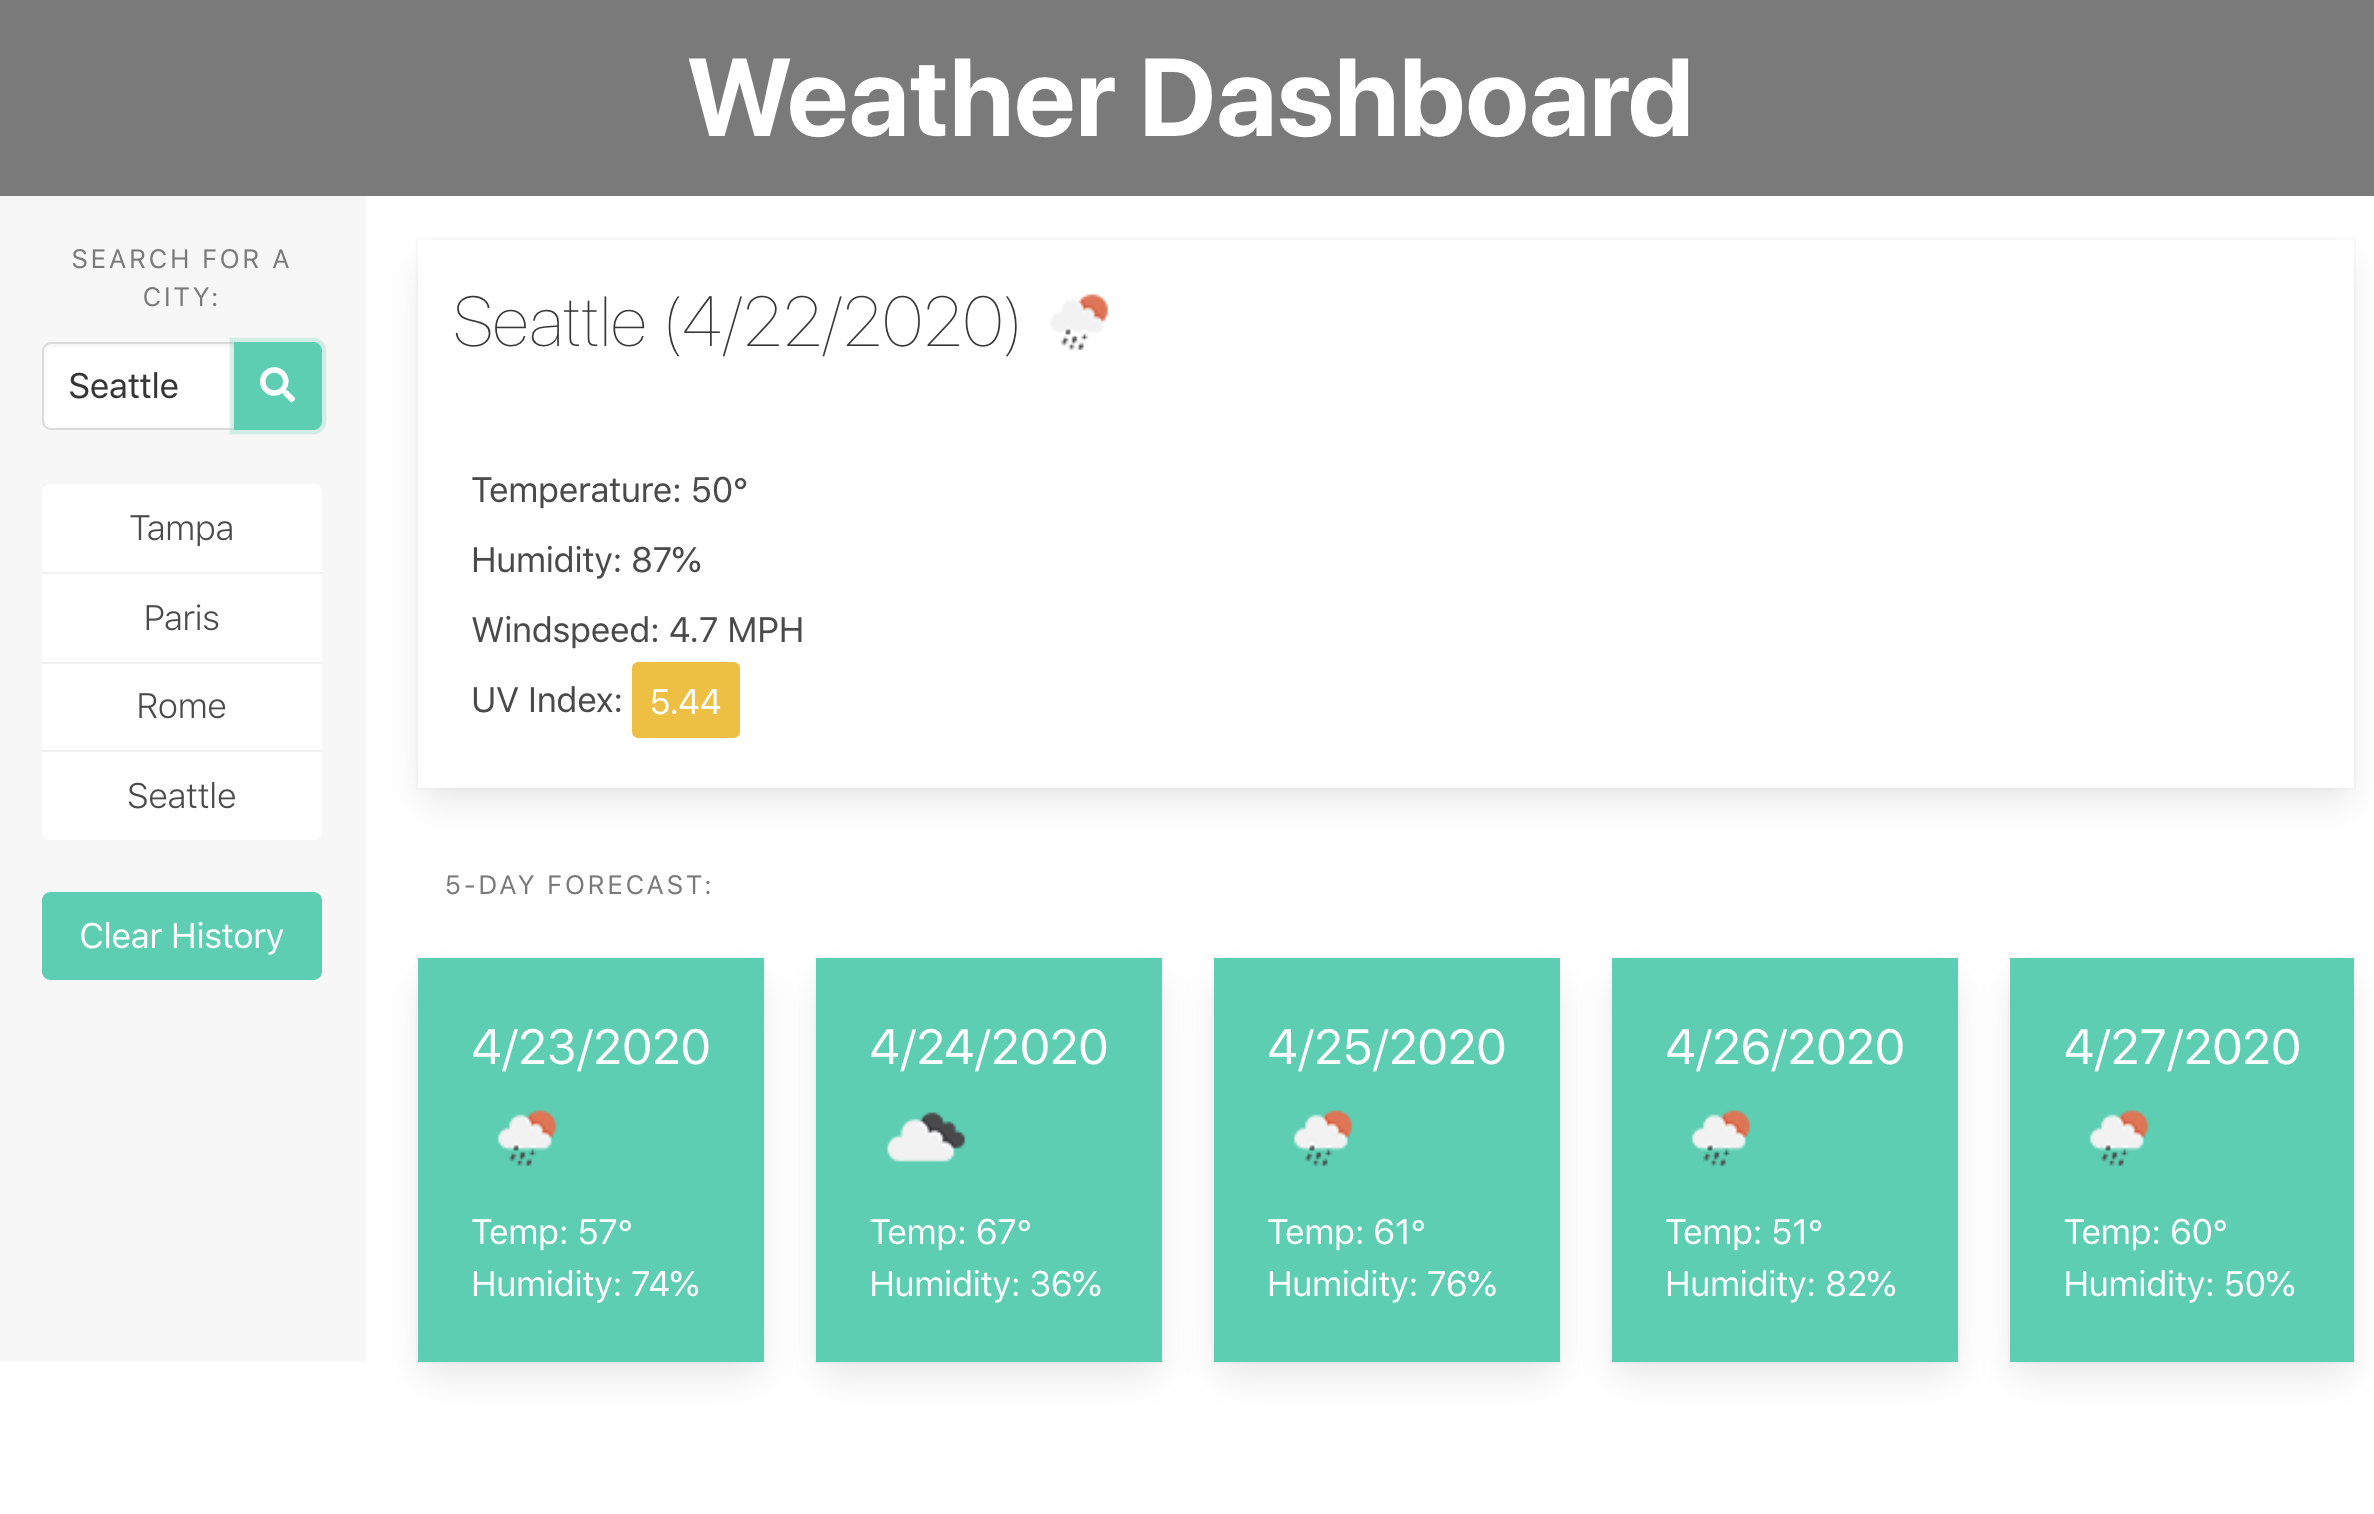 Weather Dashboard
SEARCH FOR A
CITY:
Seattle
Tampa
Paris
Rome
Seattle
Clear History
Seattle (4/22/2020)
Temperature: 50°
Humidity: 87%
Windspeed: 4.7 MPH
UV Index: 5.44
5-DAY FORECAST:
4/23/2020
Temp: 57°
Humidity: 74%
4/24/2020
Temp: 67°
Humidity: 36%
4/25/2020
Temp: 61°
Humidity: 76%
4/26/2020
Temp: 51°
Humidity: 82%
4/27/2020
Temp: 60°
Humidity: 50%